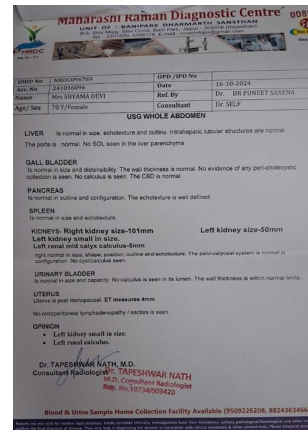 Maharashi Raman Diagnostic Centre
UNIT OF : BANIPARK DHARMARTH SANSTHAN
UHID No MRDC096769 OPD /IPD No
Acc. No 241016096 Date 16-10-2024
Name Mrs SHYAMA DEVI Ref. By Dr. DR PUNEET SAXENA
Age/ Sex 70 Y/Female Consultant Dr. SELF
USG WHOLE ABDOMEN
LIVER Is normal in size, echotexture and outline. Intrahepatic tubular structures are normal.
The porta is normal. No SOL seen in the liver parenchyma.
GALL BLADDER
Is normal in size and distensibility. The wall thickness is normal. No evidence of any peri-cholecystic
collection is seen. No calculus is seen. The CBD is normal.
PANCREAS
Is normal in outline and configuration. The echotexture is well defined.
SPLEEN
Is normal in size and echotexture.
KIDNEYS- Right kidney size-101mm Left kidney size-50mm
Left kidney small in size.
Left renal mid calyx calculus-6mm
right normal in size, shape, position, outline and echotexture. The pelvi-calyceal system is normal in
configuration. No cyst/calculus seen.
URINARY BLADDER
Is normal in size and capacity. No calculus is seen in its lumen. The wall thickness is within normal limits.
UTERUS
Uterus is post menopausal. ET measures 4mm
No retroperitoneal lymphadenopathy / ascites is seen.
OPINION
• Left kidney small in size.
• Left renal calculus.
Dr. TAPESHWAR NATH, M.D.
Consultant Radiologist
Dr. TAPESHWAR NATH
M.D. Consultant Radiologist
Reg. No.10734/009420
Blood & Urine Sample Home Collection Facility Available (9509226208, 8824363466